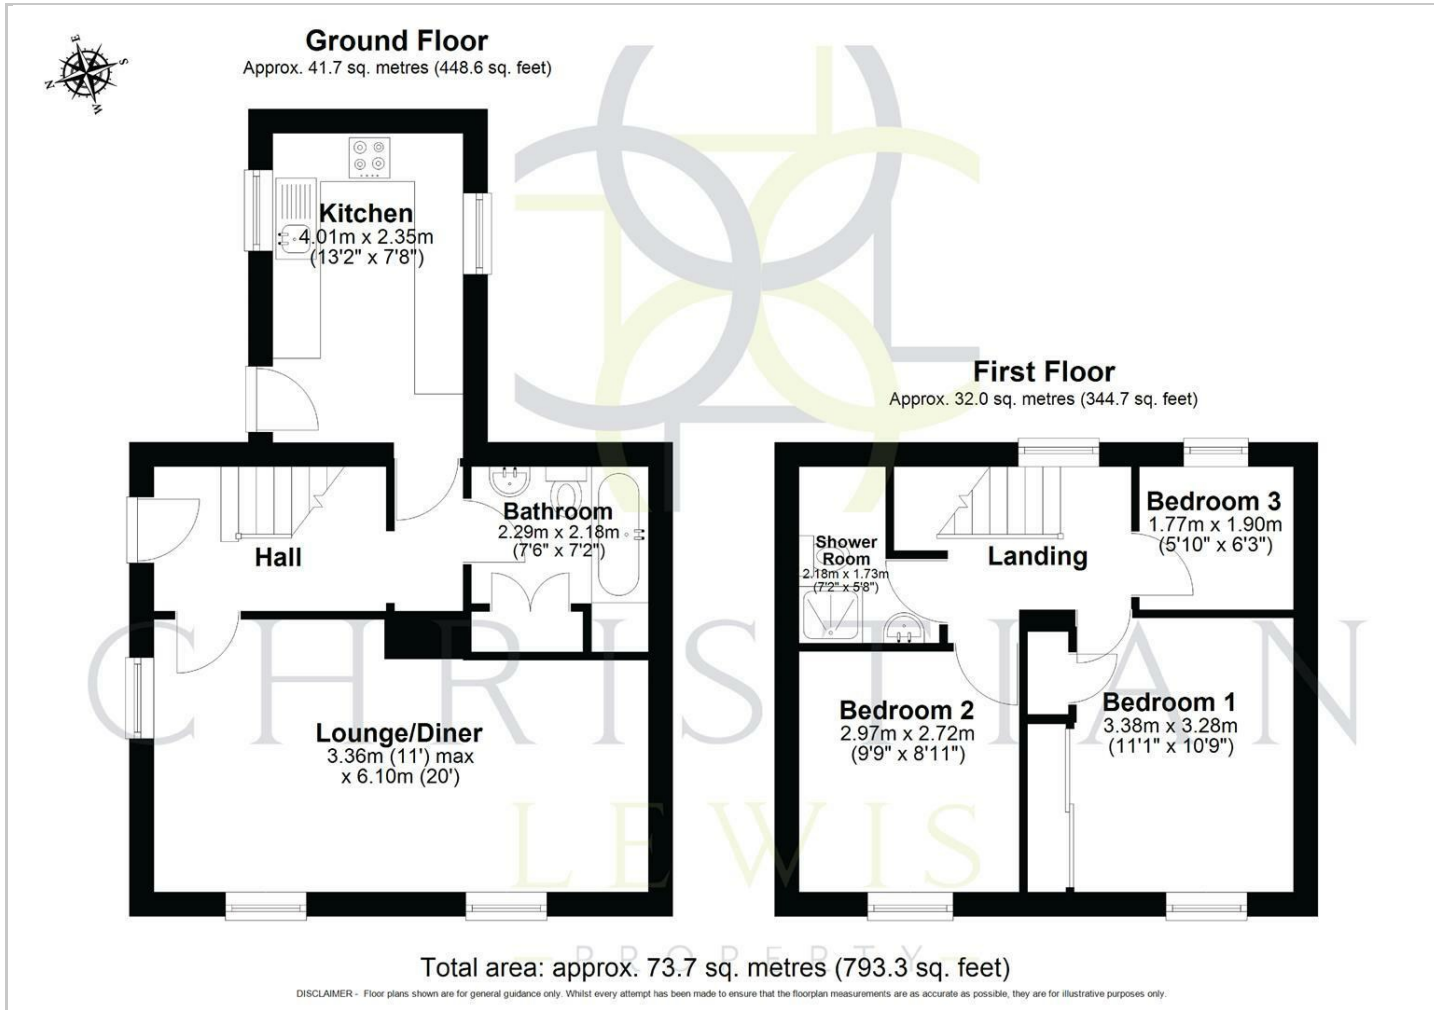 E
S
N
W
Ground Floor
Approx. 41.7 sq. metres (448.6 sq. feet)
Kitchen
4.01m x 2.35m
(13'2" x 7'8")
Bathroom
2.29m x 2.18m
(7'6" x 7'2")
Hall
Lounge/Diner
3.36m (11') max
x 6.10m (20')
First Floor
Approx. 32.0 sq. metres (344.7 sq. feet)
Shower
Room
2.18m x 1.73m
(7'2" x 5'8")
Landing
Bedroom 3
1.77m x 1.90m
(5'10" x 6'3")
Bedroom 2
2.97m x 2.72m
(9'9" x 8'11")
Bedroom 1
3.38m x 3.28m
(11'1" x 10'9")
CHRISTIAN
LEWIS
PROPERTY
Total area: approx. 73.7 sq. metres (793.3 sq. feet)
DISCLAIMER - Floor plans shown are for general guidance only. Whilst every attempt has been made to ensure that the floorplan measurements are as accurate as possible, they are for illustrative purposes only.